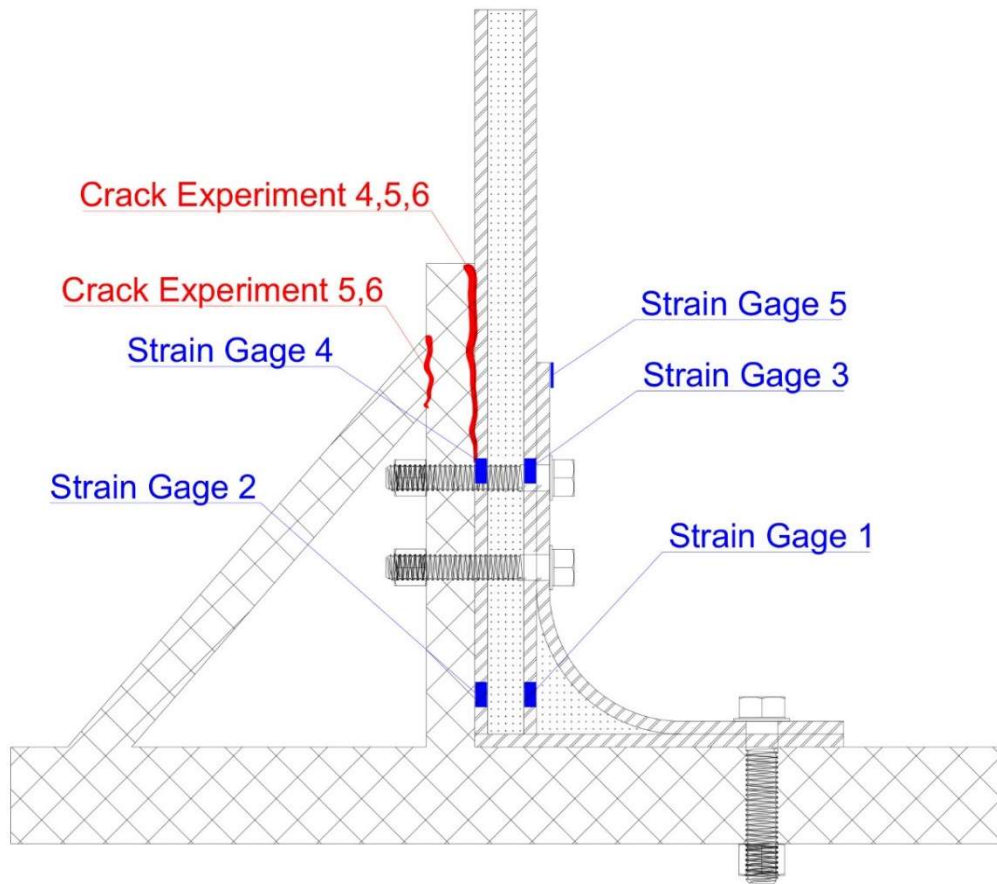 Crack Experiment 4,5,6
Crack Experiment 5,6
Strain Gage 5
Strain Gage 4
Strain Gage 3
Strain Gage 2
Strain Gage 1